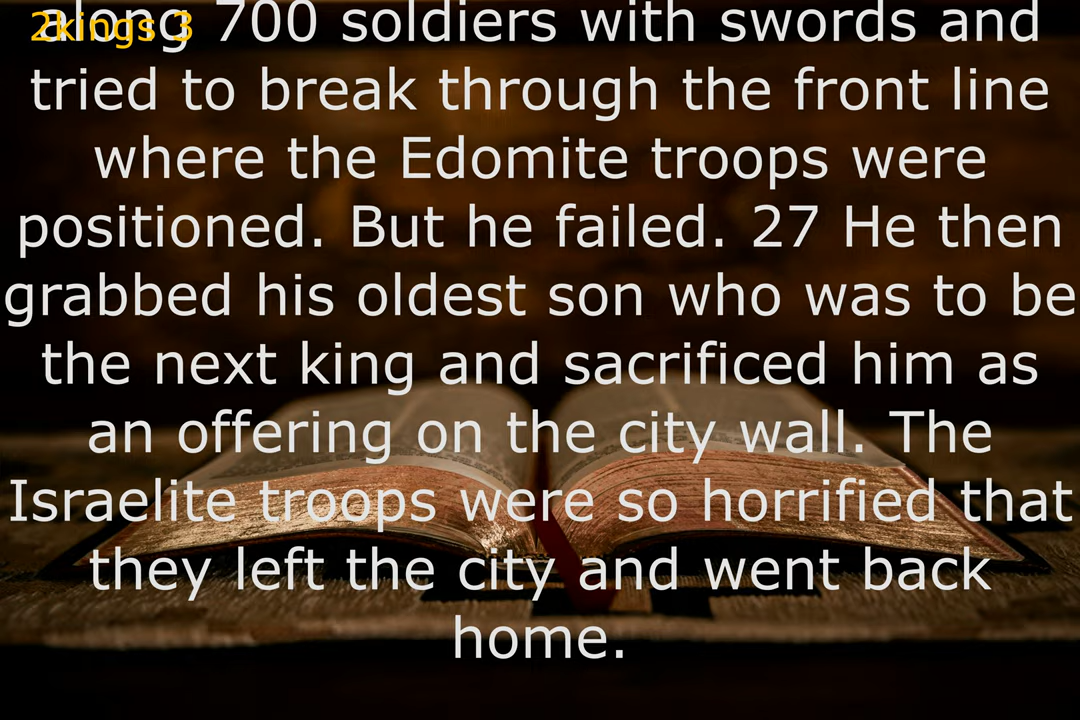 2kings 3
along 700 soldiers with swords and
tried to break through the front line
where the Edomite troops were
positioned. But he failed. 27 He then
grabbed his oldest son who was to be
the next king and sacrificed him as
an offering on the city wall. The
Israelite troops were so horrified that
they left the city and went back
home.